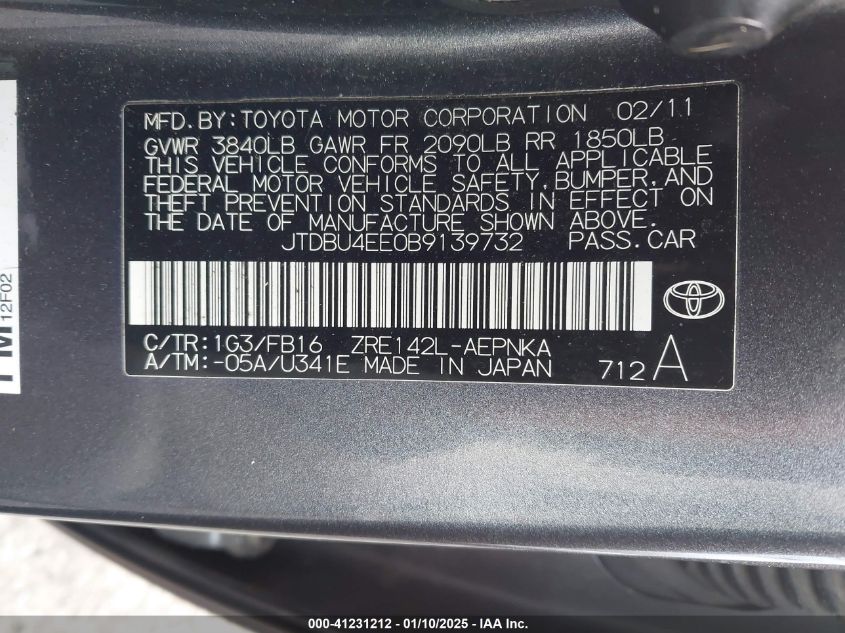 MFD. BY: TOYOTA MOTOR CORPORATION 02/11
GVWR 3840LB GAWR FR 2090LB RR 1850LB
THIS VEHICLE CONFORMS TO ALL APPLICABLE
FEDERAL MOTOR VEHICLE SAFETY, BUMPER, AND
THEFT PREVENTION STANDARDS IN EFFECT ON
THE DATE OF MANUFACTURE SHOWN ABOVE.
JTDBU4EE0B9139732 PASS. CAR
C/TR: 1G3/FB16 ZRE142L-AEPNKA
A/TM: -05A/U341E MADE IN JAPAN 712 A
12F02
000-41231212 - 01/10/2025 - IAA Inc.